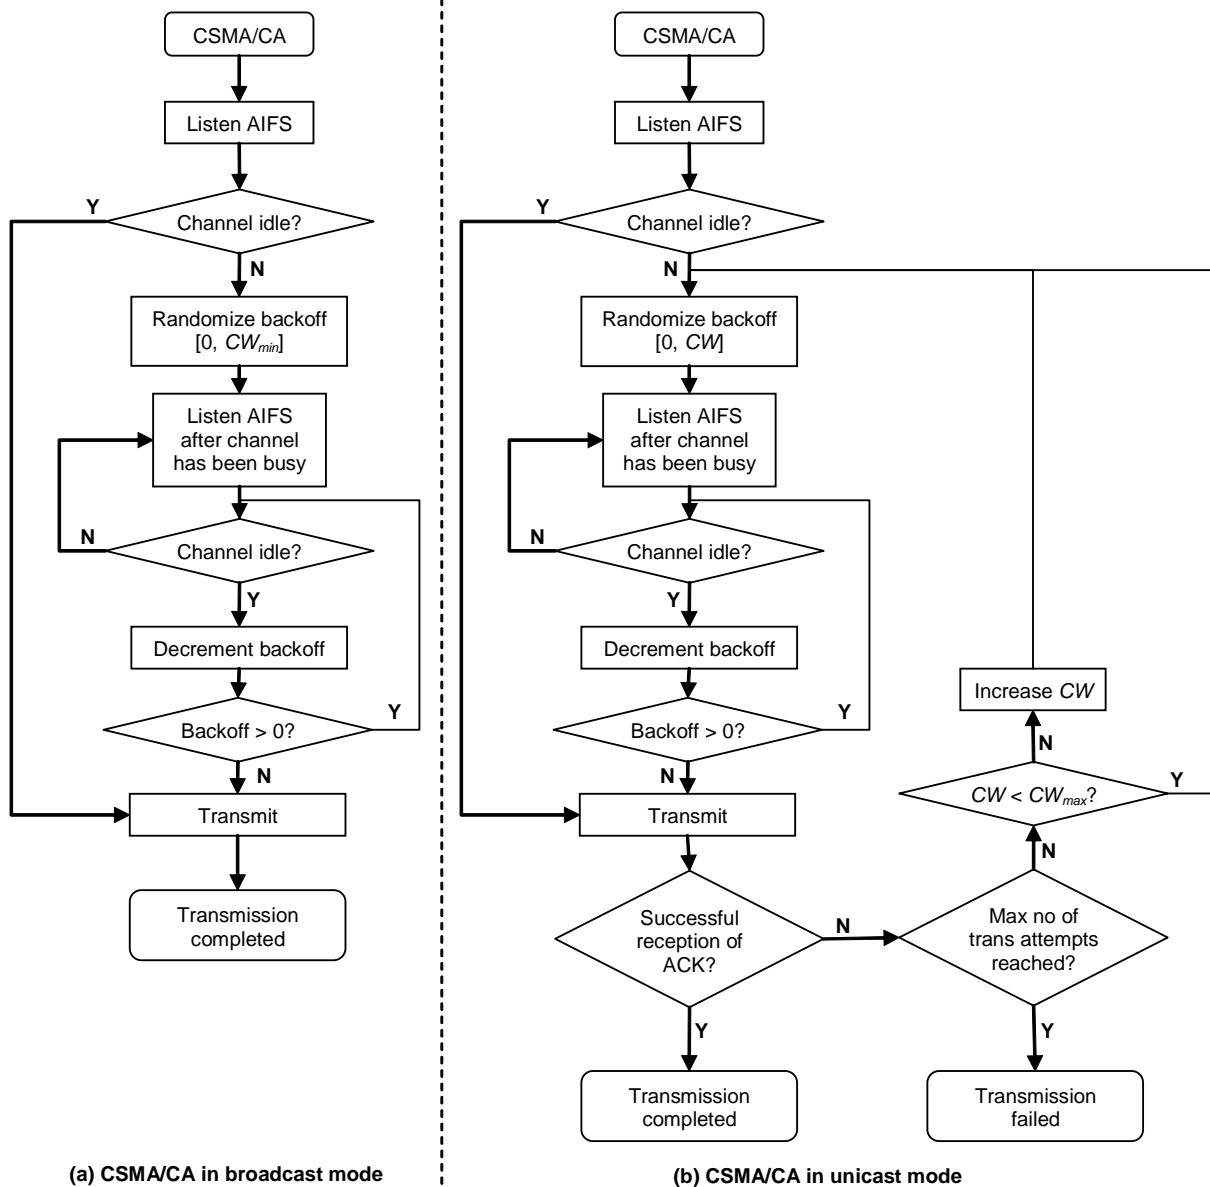 CSMA/CA
Listen AIFS
Channel idle?
Y
N
Randomize backoff
[0, CWmin]
Listen AIFS
after channel
has been busy
N
Channel idle?
Y
Decrement backoff
Backoff > 0?
Y
N
Transmit
Transmission
completed
(a) CSMA/CA in broadcast mode
CSMA/CA
Listen AIFS
Y
Channel idle?
N
Randomize backoff
[0, CW]
Listen AIFS
after channel
has been busy
N
Channel idle?
Y
Decrement backoff
Backoff > 0?
Y
N
Transmit
Successful
reception of
ACK?
N
Y
Transmission
completed
Increase CW
N
CW < CWmax?
Y
N
Max no of
trans attempts
reached?
Y
Transmission
failed
(b) CSMA/CA in unicast mode